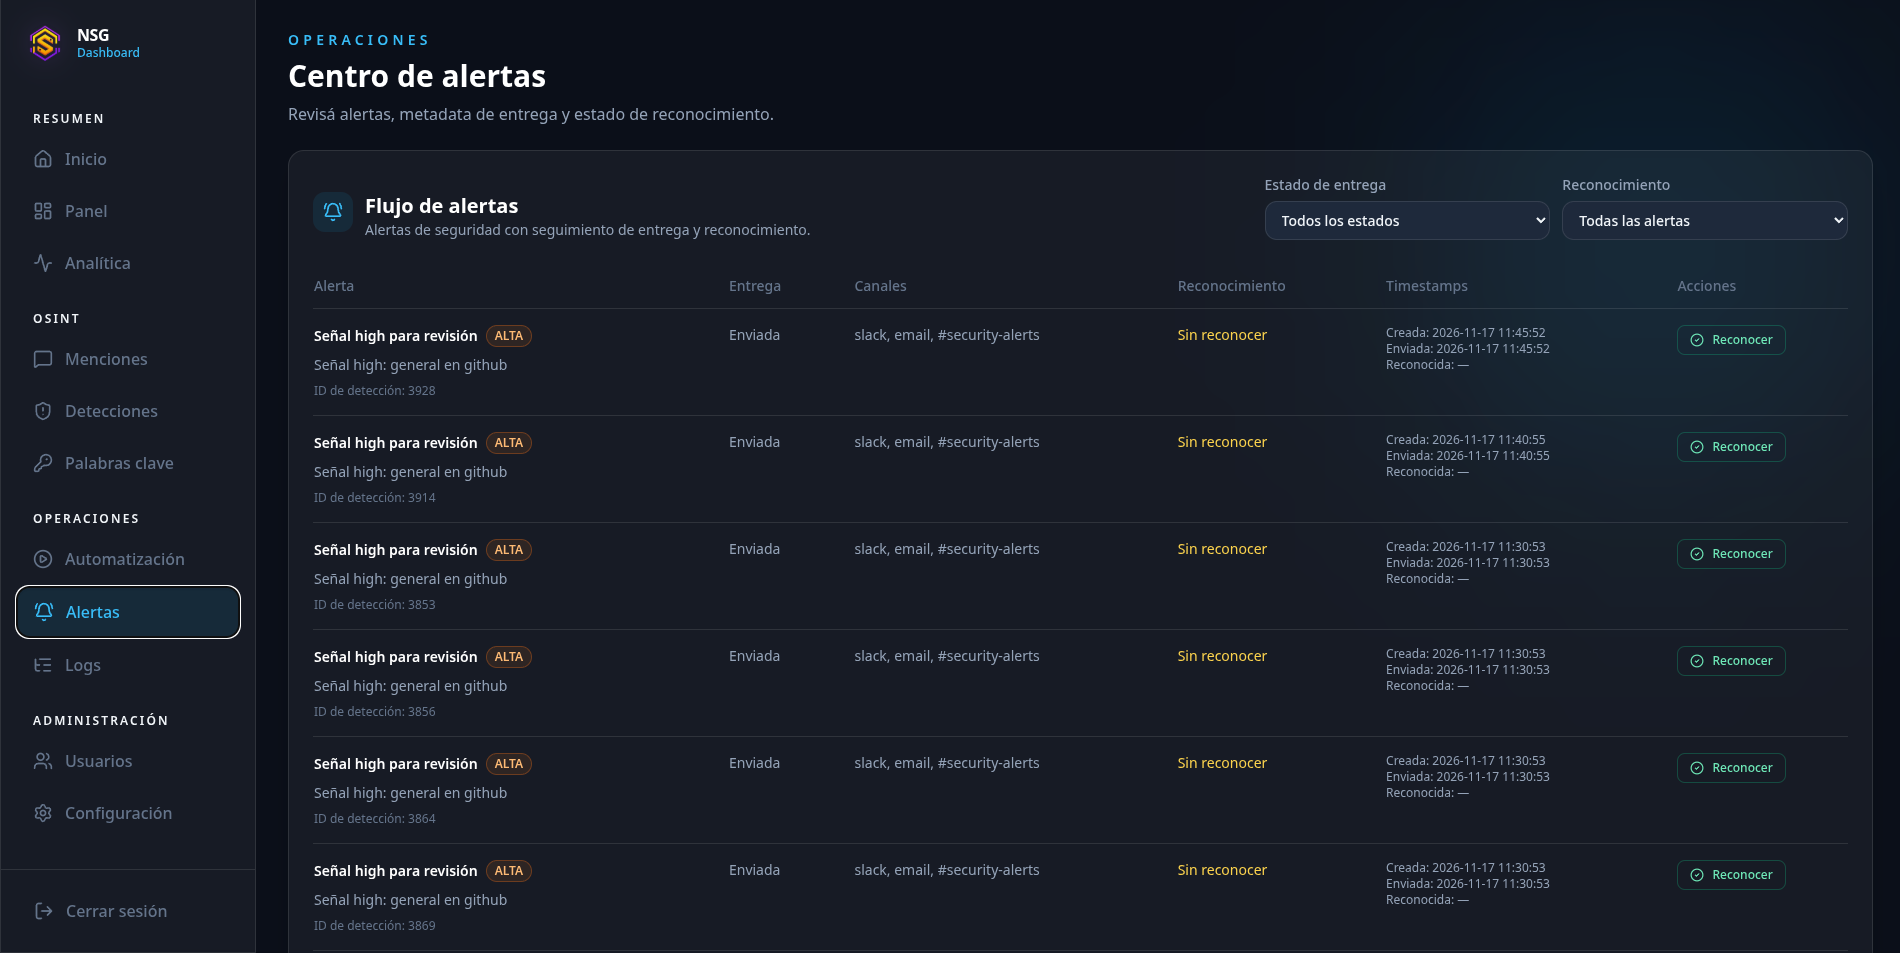 NSG
Dashboard
RESUMEN
Inicio
Panel
Analítica
OSINT
Menciones
Detecciones
Palabras clave
OPERACIONES
Automatización
Alertas
Logs
ADMINISTRACIÓN
Usuarios
Configuración
Cerrar sesión
OPERACIONES
Centro de alertas
Revisá alertas, metadata de entrega y estado de reconocimiento.
Flujo de alertas
Alertas de seguridad con seguimiento de entrega y reconocimiento.
Estado de entrega
Todos los estados
Reconocimiento
Todas las alertas
Alerta Entrega Canales Reconocimiento Timestamps Acciones
Señal high para revisión ALTA
Señal high: general en github
ID de detección: 3928
Enviada
slack, email, #security-alerts
Sin reconocer
Creada: 2026-11-17 11:45:52
Enviada: 2026-11-17 11:45:52
Reconocida: —
Reconocer
Señal high para revisión ALTA
Señal high: general en github
ID de detección: 3914
Enviada
slack, email, #security-alerts
Sin reconocer
Creada: 2026-11-17 11:40:55
Enviada: 2026-11-17 11:40:55
Reconocida: —
Reconocer
Señal high para revisión ALTA
Señal high: general en github
ID de detección: 3853
Enviada
slack, email, #security-alerts
Sin reconocer
Creada: 2026-11-17 11:30:53
Enviada: 2026-11-17 11:30:53
Reconocida: —
Reconocer
Señal high para revisión ALTA
Señal high: general en github
ID de detección: 3856
Enviada
slack, email, #security-alerts
Sin reconocer
Creada: 2026-11-17 11:30:53
Enviada: 2026-11-17 11:30:53
Reconocida: —
Reconocer
Señal high para revisión ALTA
Señal high: general en github
ID de detección: 3864
Enviada
slack, email, #security-alerts
Sin reconocer
Creada: 2026-11-17 11:30:53
Enviada: 2026-11-17 11:30:53
Reconocida: —
Reconocer
Señal high para revisión ALTA
Señal high: general en github
ID de detección: 3869
Enviada
slack, email, #security-alerts
Sin reconocer
Creada: 2026-11-17 11:30:53
Enviada: 2026-11-17 11:30:53
Reconocida: —
Reconocer